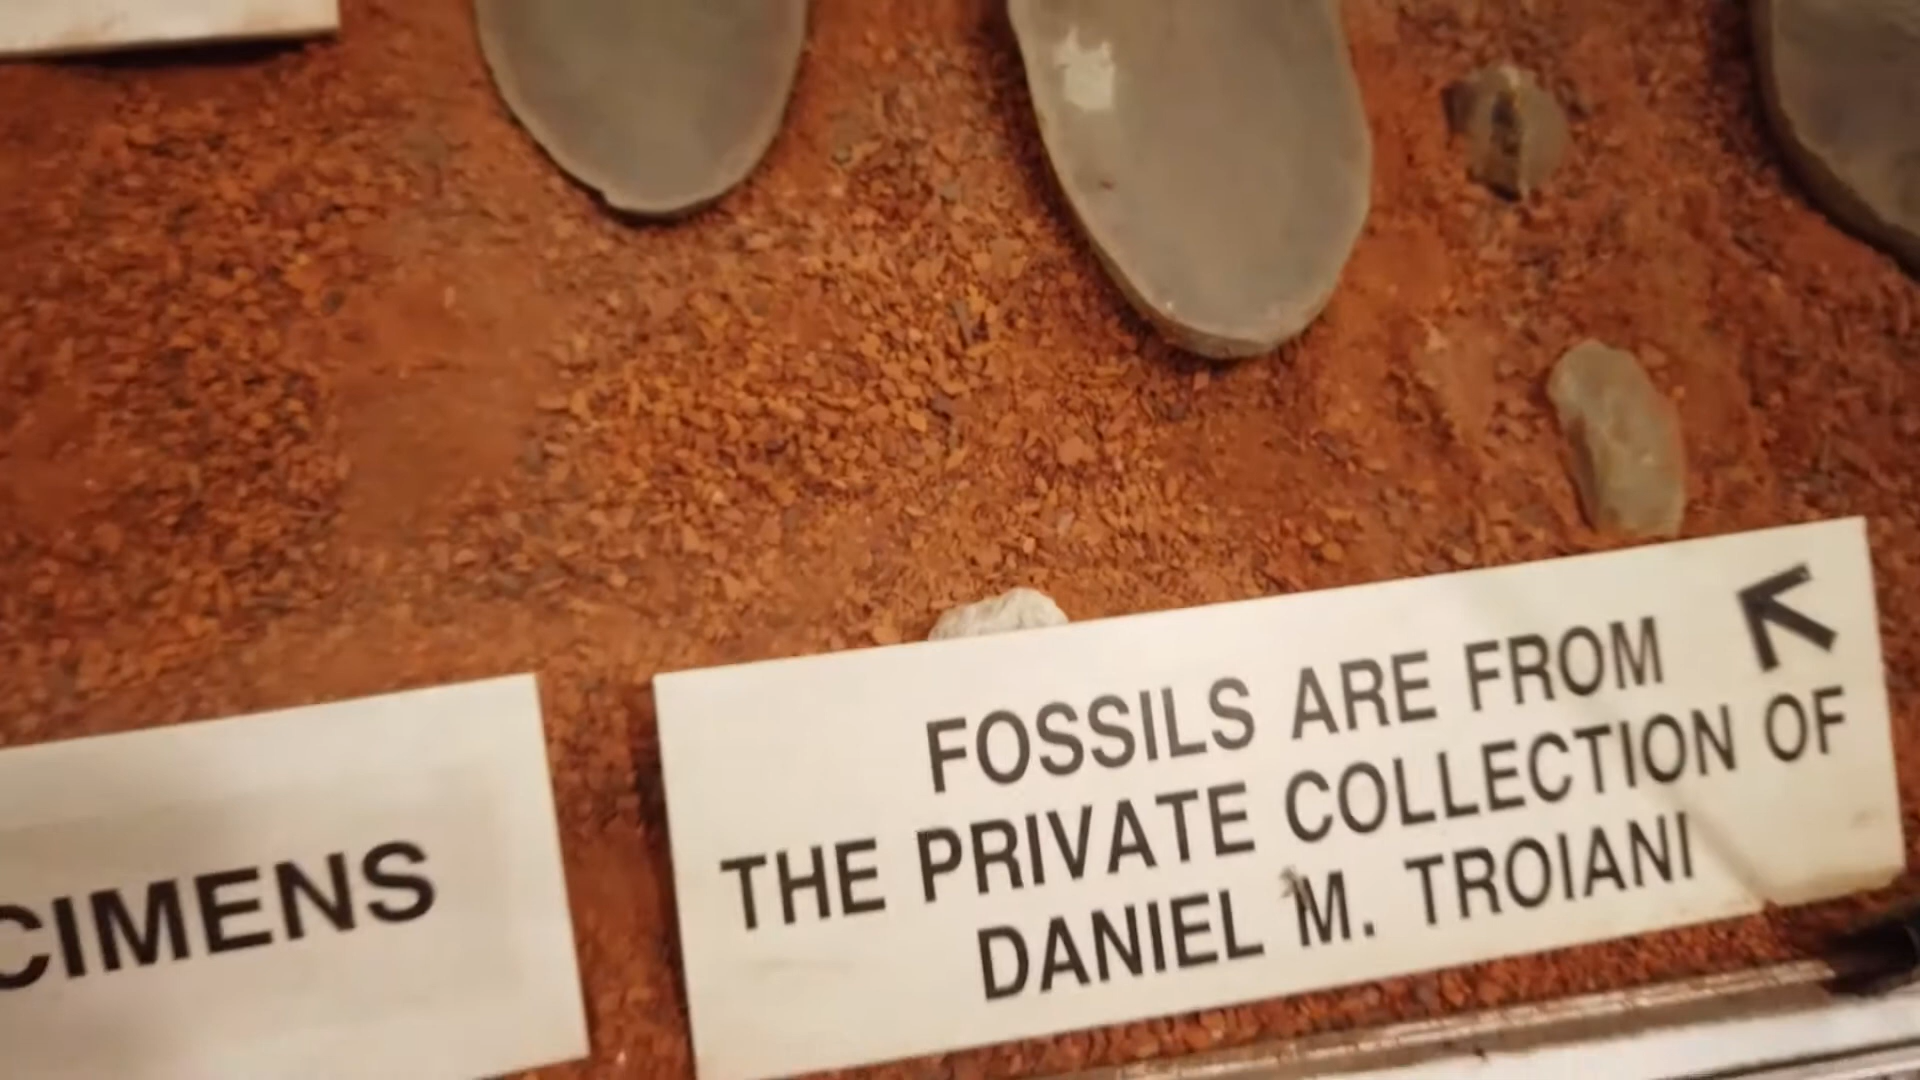 CIMENS
FOSSILS ARE FROM
THE PRIVATE COLLECTION OF
DANIEL M. TROIANI